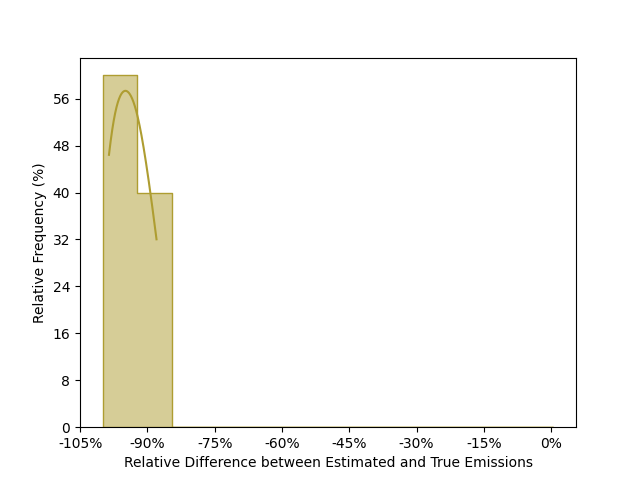 56
48
40
32
24
16
8
0
Relative Frequency (%)
-105% -90% -75% -60% -45% -30% -15% 0%
Relative Difference between Estimated and True Emissions